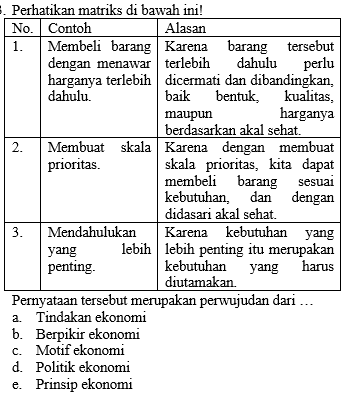 3. Perhatikan matriks di bawah ini!
No. Contoh Alasan
1. Membeli barang dengan menawar harganya terlebih dahulu.
Karena barang tersebut terlebih dahulu perlu dicermati dan dibandingkan, baik bentuk, kualitas, maupun harganya berdasarkan akal sehat.
2. Membuat skala prioritas.
Karena dengan membuat skala prioritas, kita dapat membeli barang sesuai kebutuhan, dan dengan didasari akal sehat.
3. Mendahulukan yang lebih penting.
Karena kebutuhan yang lebih penting itu merupakan kebutuhan yang harus diutamakan.
Pernyataan tersebut merupakan perwujudan dari …
a. Tindakan ekonomi
b. Berpikir ekonomi
c. Motif ekonomi
d. Politik ekonomi
e. Prinsip ekonomi